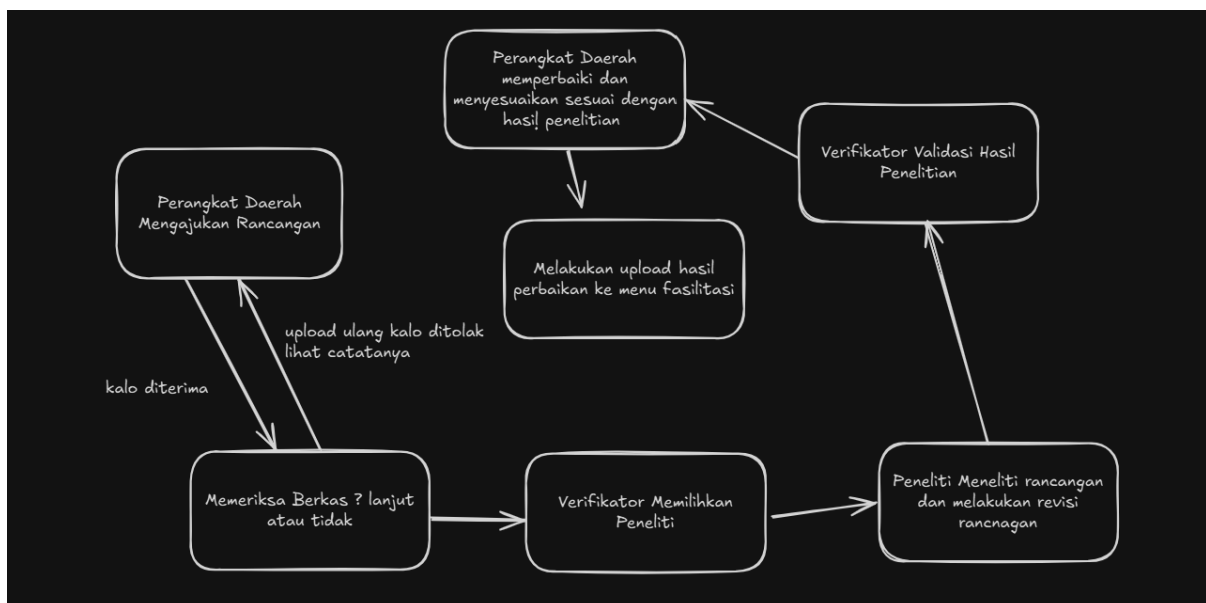 Perangkat Daerah
memperbaiki dan
menyesuaikan sesuai dengan
hasil penelitian
Verifikator Validasi Hasil
Penelitian
Perangkat Daerah
Mengajukan Rancangan
Melakukan upload hasil
perbaikan ke menu fasilitasi
upload ulang kalo ditolak
lihat catatanya
kalo diterima
Memeriksa Berkas ? lanjut
atau tidak
Verifikator Memilihkan
Peneliti
Peneliti Meneliti rancangan
dan melakukan revisi
rancnagan